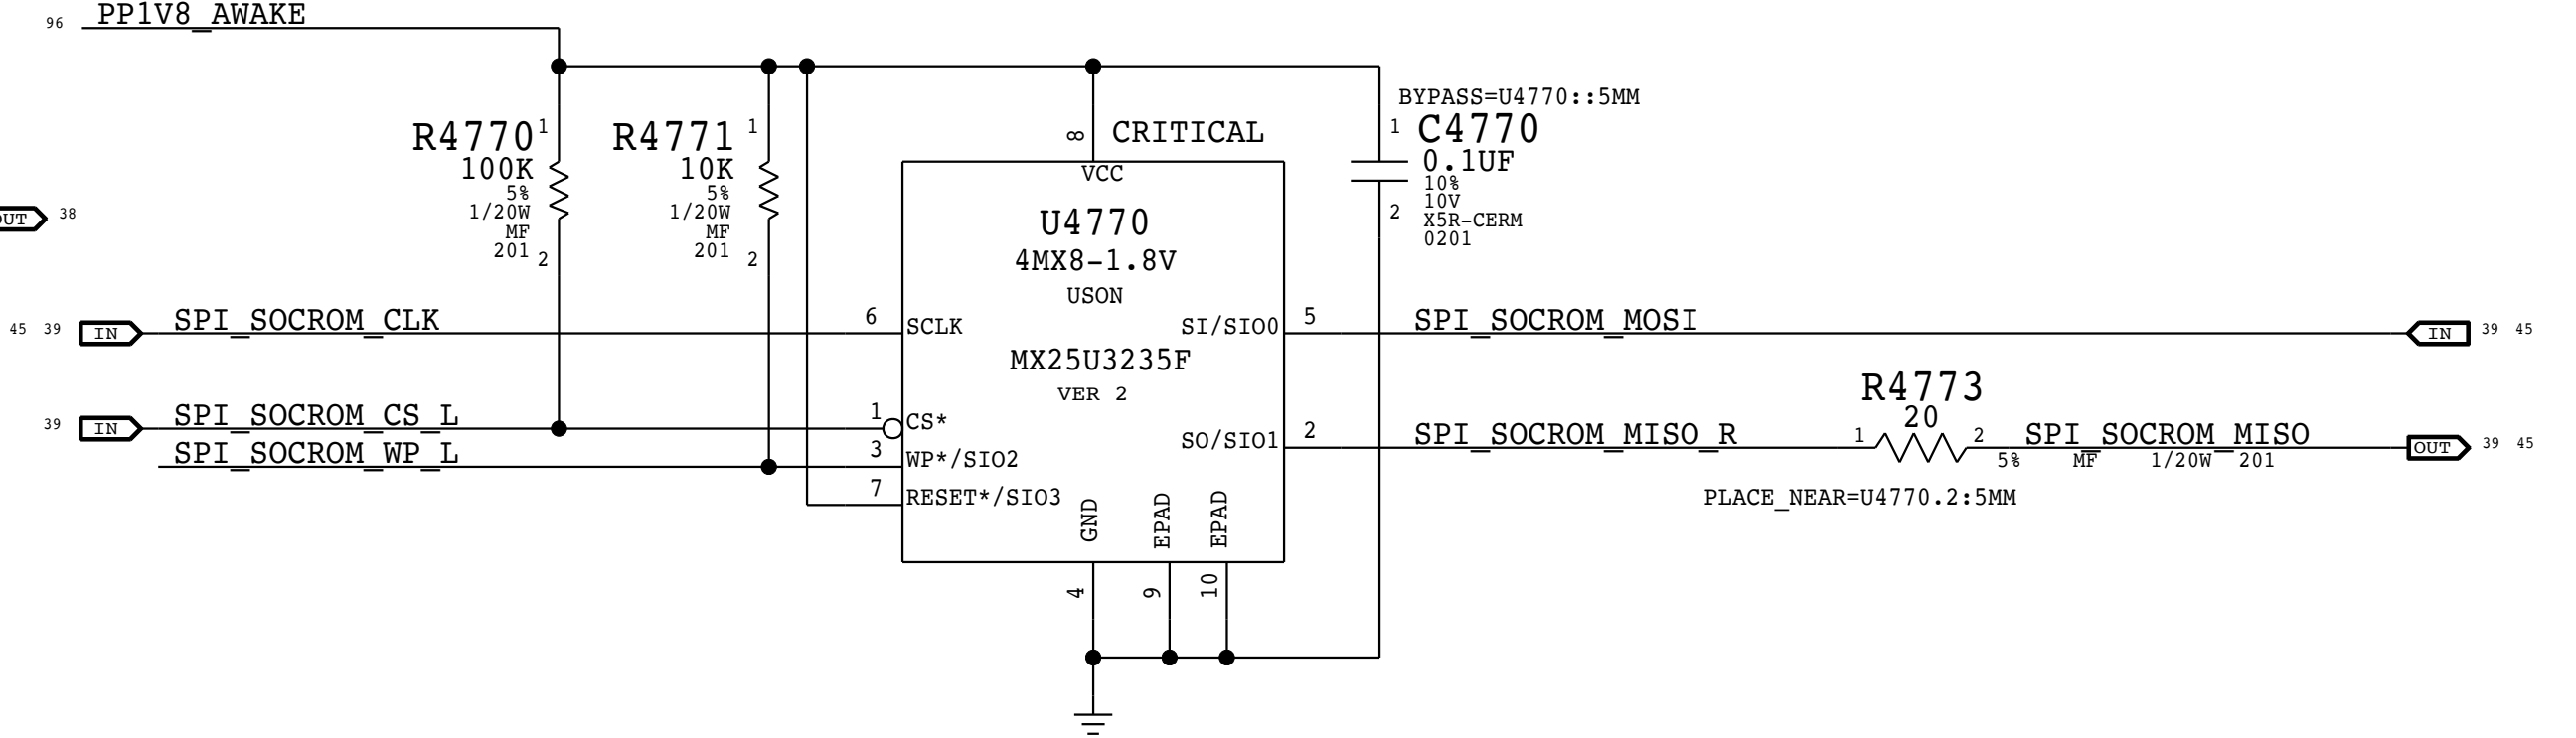 96 PP1V8_AWAKE
BYPASS=U4770::5MM
R4770 1
100K
5%
1/20W
MF
201 2
R4771 1
10K
5%
1/20W
MF
201 2
8 CRITICAL
1 C4770
0.1UF
10%
10V
2 X5R-CERM
0201
38
VCC
U4770
4MX8-1.8V
USON
MX25U3235F
VER 2
45 39 IN SPI_SOCROM_CLK 6 SCLK
SI/SIO0 5 SPI_SOCROM_MOSI IN 39 45
39 IN SPI_SOCROM_CS_L 1 CS*
SPI_SOCROM_WP_L 3 WP*/SIO2
7 RESET*/SIO3
R4773
20
SO/SIO1 2 SPI_SOCROM_MISO_R 1 2 SPI_SOCROM_MISO OUT 39 45
5% MF 1/20W 201
PLACE_NEAR=U4770.2:5MM
GND EPAD EPAD
4 9 10